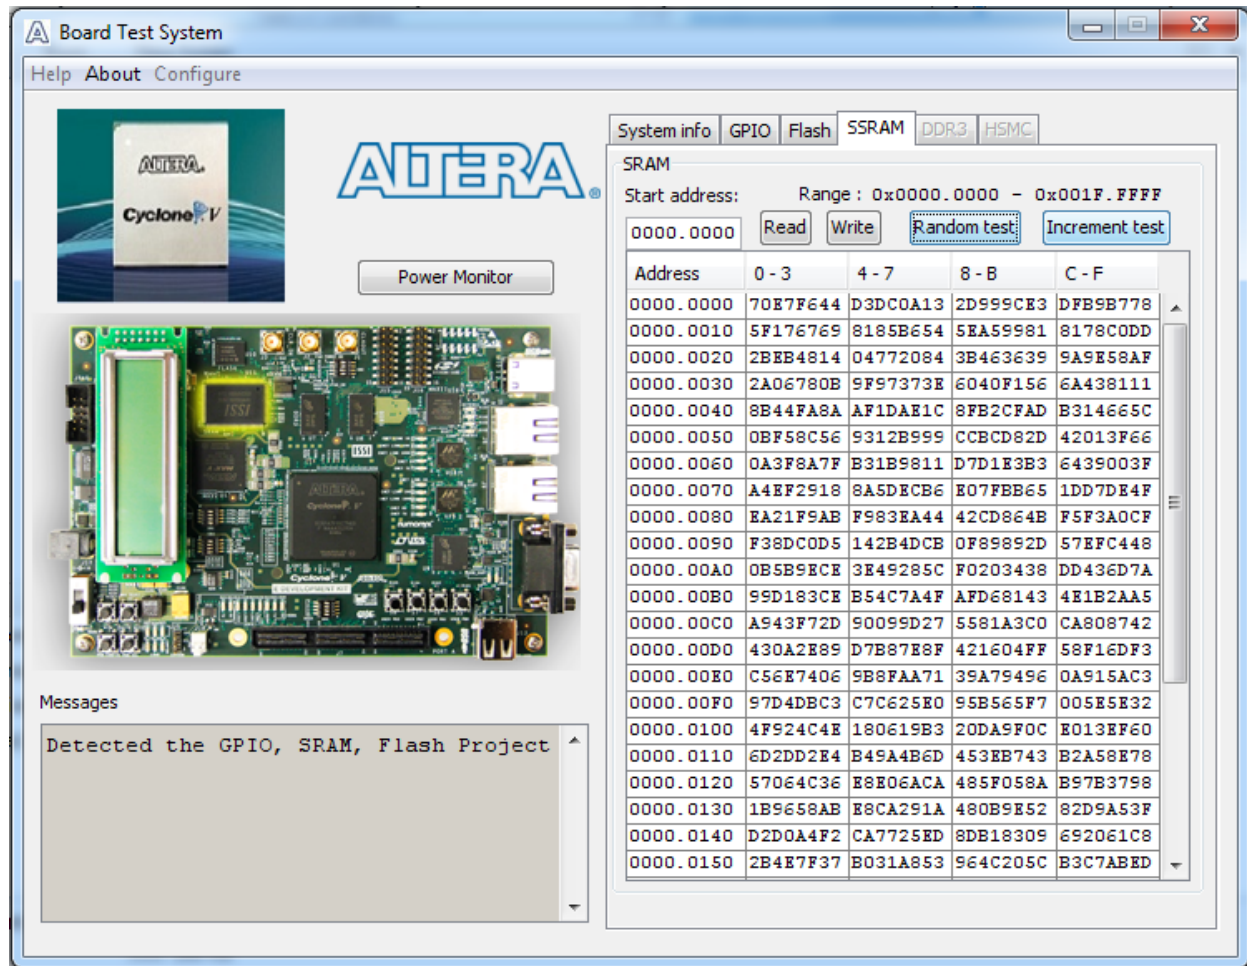 Board Test System
Help About Configure
ALTERA.
Cyclone V
ALTERA®
Power Monitor
System info GPIO Flash SSRAM DDR3 HSMC
SRAM
Start address: Range : 0x0000.0000 - 0x001F.FFFF
0000.0000 Read Write Random test Increment test
Address 0 - 3 4 - 7 8 - B C - F
0000.0000 70E7F644 D3DC0A13 2D999CE3 DFB9B778
0000.0010 5F176769 8185B654 5EA59981 8178C0DD
0000.0020 2BEB4814 04772084 3B463639 9A9E58AF
0000.0030 2A06780B 9F97373E 6040F156 6A438111
0000.0040 8B44FA8A AF1DAE1C 8FB2CFAD B314665C
0000.0050 0BF58C56 9312B999 CCBCD82D 42013F66
0000.0060 0A3F8A7F B31B9811 D7D1E3B3 6439003F
0000.0070 A4EF2918 8A5DECB6 E07FBB65 1DD7DE4F
0000.0080 EA21F9AB F983EA44 42CD864B F5F3A0CF
0000.0090 F38DC0D5 142B4DCB 0F89892D 57EFC448
0000.00A0 0B5B9ECE 3E49285C F0203438 DD436D7A
0000.00B0 99D183CE B54C7A4F AFD68143 4E1B2AA5
0000.00C0 A943F72D 90099D27 5581A3C0 CA808742
0000.00D0 430A2E89 D7B87E8F 421604FF 58F16DF3
0000.00E0 C56E7406 9B8FAA71 39A79496 0A915AC3
0000.00F0 97D4DBC3 C7C625E0 95B565F7 005E5E32
0000.0100 4F924C4E 180619B3 20DA9F0C E013EF60
0000.0110 6D2DD2E4 B49A4B6D 453EB743 B2A58E78
0000.0120 57064C36 E8E06ACA 485F058A B97B3798
0000.0130 1B9658AB E8CA291A 480B9E52 82D9A53F
0000.0140 D2D0A4F2 CA7725ED 8DB18309 692061C8
0000.0150 2B4E7F37 B031A853 964C205C B3C7ABED
ISSI
ISSI
ALTERA
Cyclone V
Cyclone V
DEVELOPMENT KIT
Messages
Detected the GPIO, SRAM, Flash Project